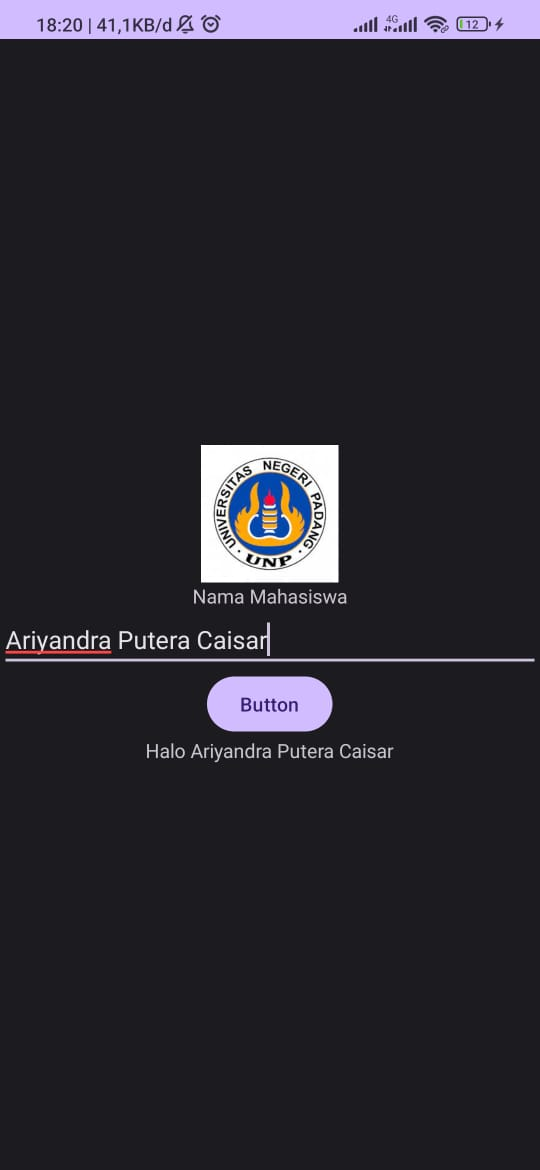 18:20 | 41,1KB/d
4G
12
UNIVERSITAS NEGERI PADANG
UNP
Nama Mahasiswa
Ariyandra Putera Caisar
Button
Halo Ariyandra Putera Caisar